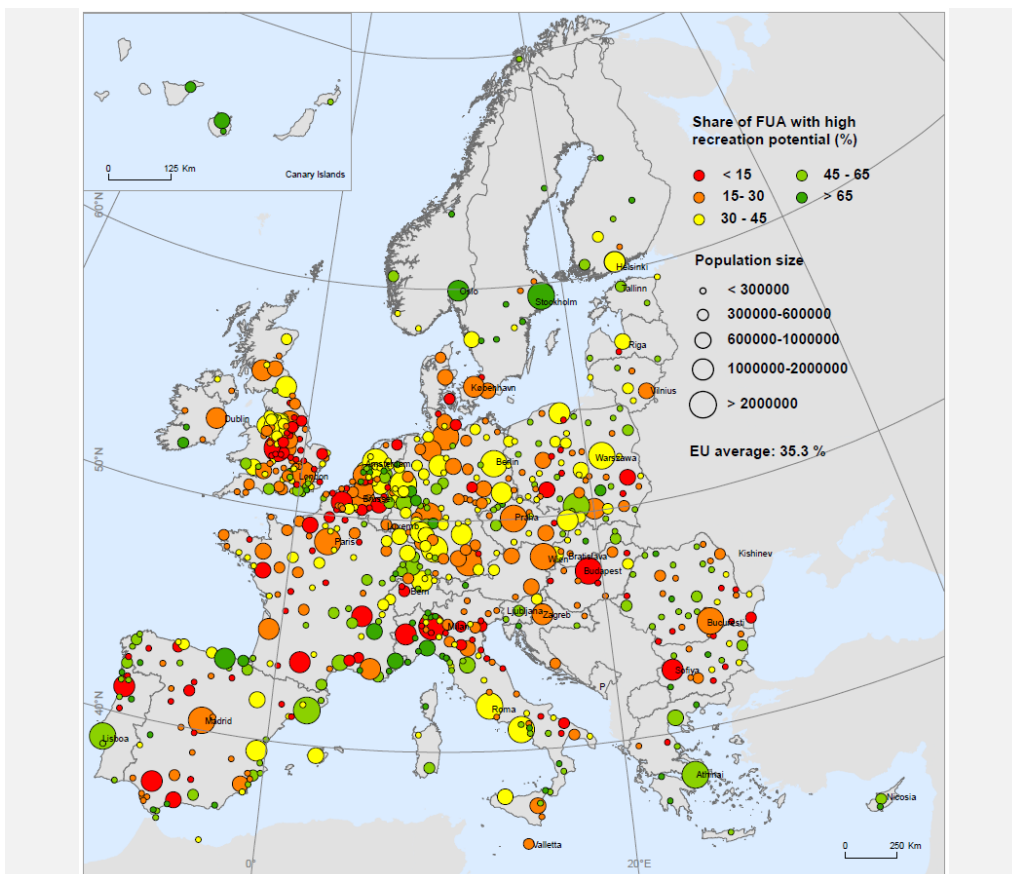 0 125 Km
Canary Islands
60°N
50°N
40°N
0°
20°E
Share of FUA with high
recreation potential (%)
< 15
45 - 65
15- 30
> 65
30 - 45
Population size
< 300000
300000-600000
600000-1000000
1000000-2000000
> 2000000
EU average: 35.3 %
Oslo
Stockholm
Helsinki
Tallinn
Riga
Vilnius
København
Dublin
London
Amsterdam
Berlin
Warszawa
Luxemb
Praha
Paris
Wien
Bratislava
Budapest
Kishinev
Bern
Ljubljana
Zagreb
Milan
Bucuresti
Sofiya
P
Roma
Madrid
Lisboa
Athinai
Nicosia
Valletta
0 250 Km